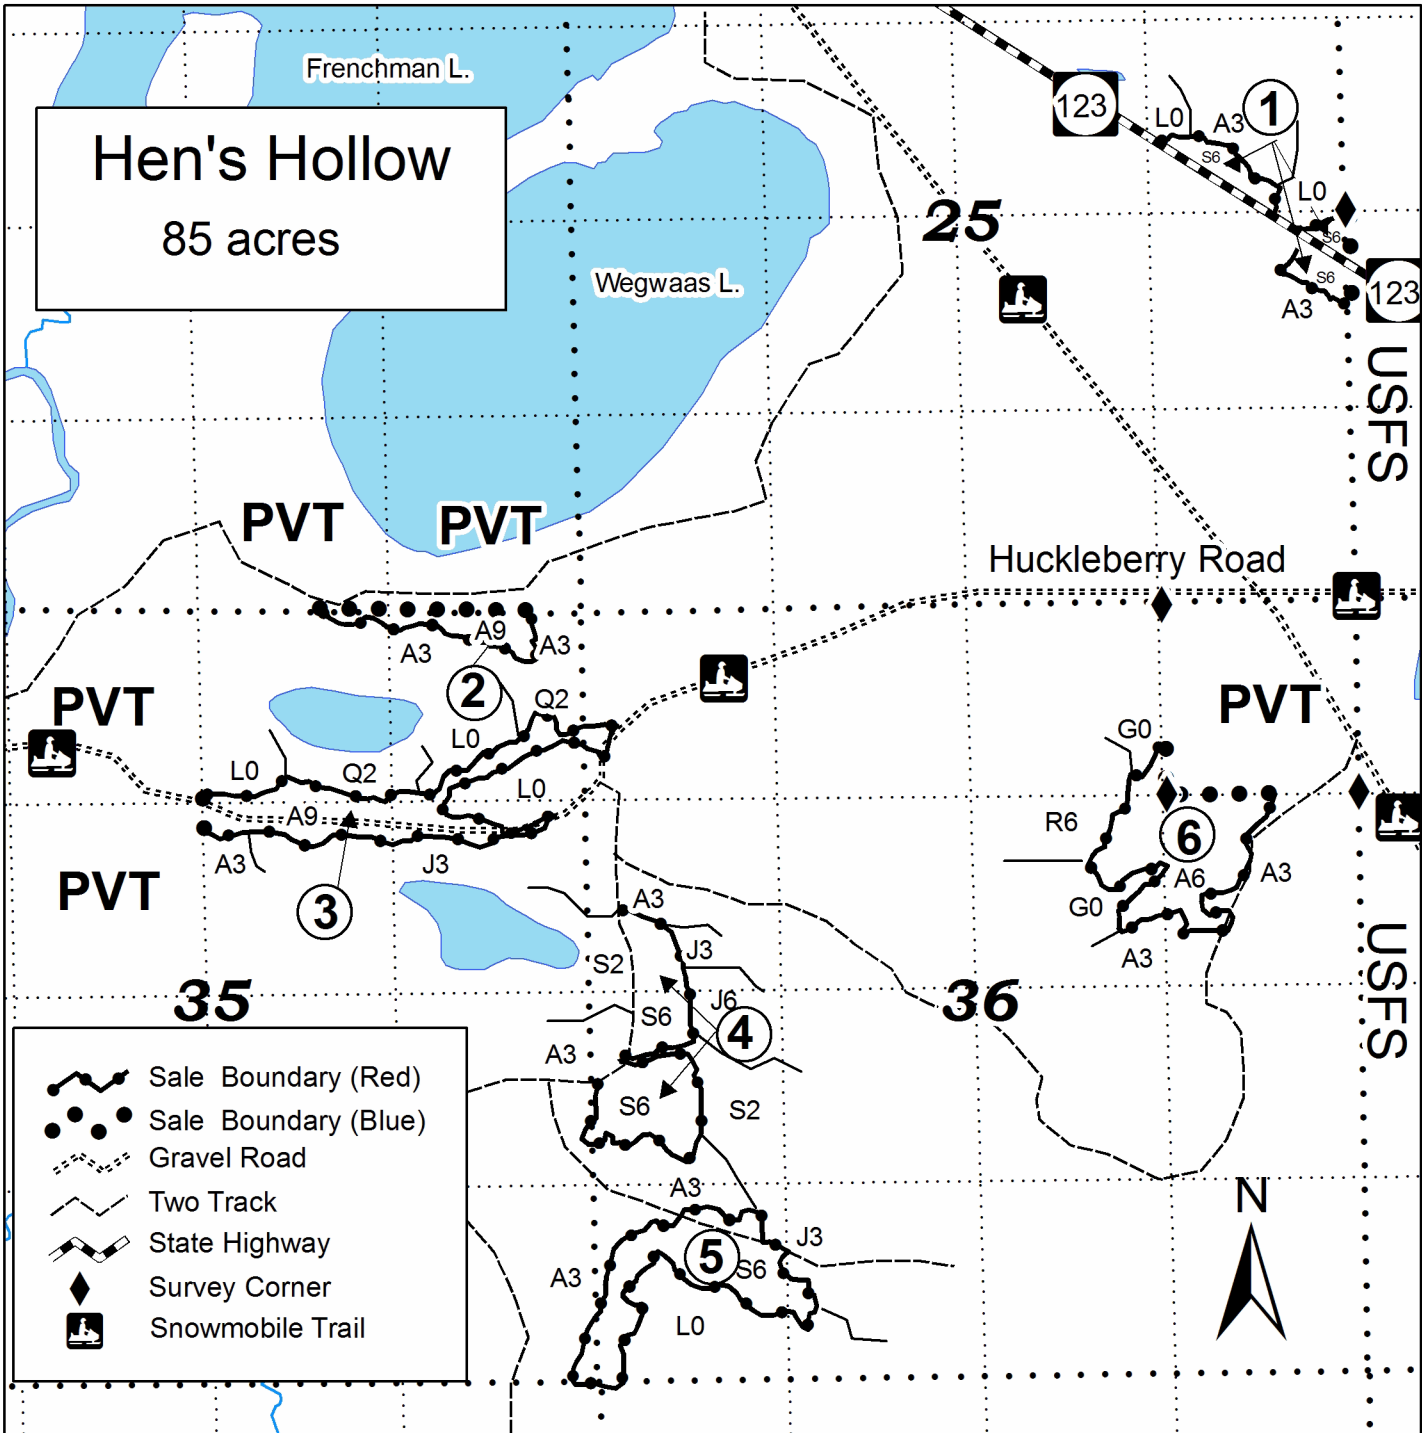 Frenchman L.
Hen's Hollow
85 acres
123
L0
A3
1
S6
L0
S6
25
S6
123
A3
Wegwaas L.
USFS
PVT
PVT
Huckleberry Road
A9
A3
A3
2
PVT
Q2
PVT
L0
G0
L0
Q2
L0
A9
R6
6
A3
J3
A6
A3
PVT
3
G0
A3
J3
A3
S2
USFS
35
36
J6
S6
4
A3
S6
S2
Sale Boundary (Red)
Sale Boundary (Blue)
Gravel Road
Two Track
State Highway
Survey Corner
Snowmobile Trail
A3
N
J3
5
S6
A3
L0